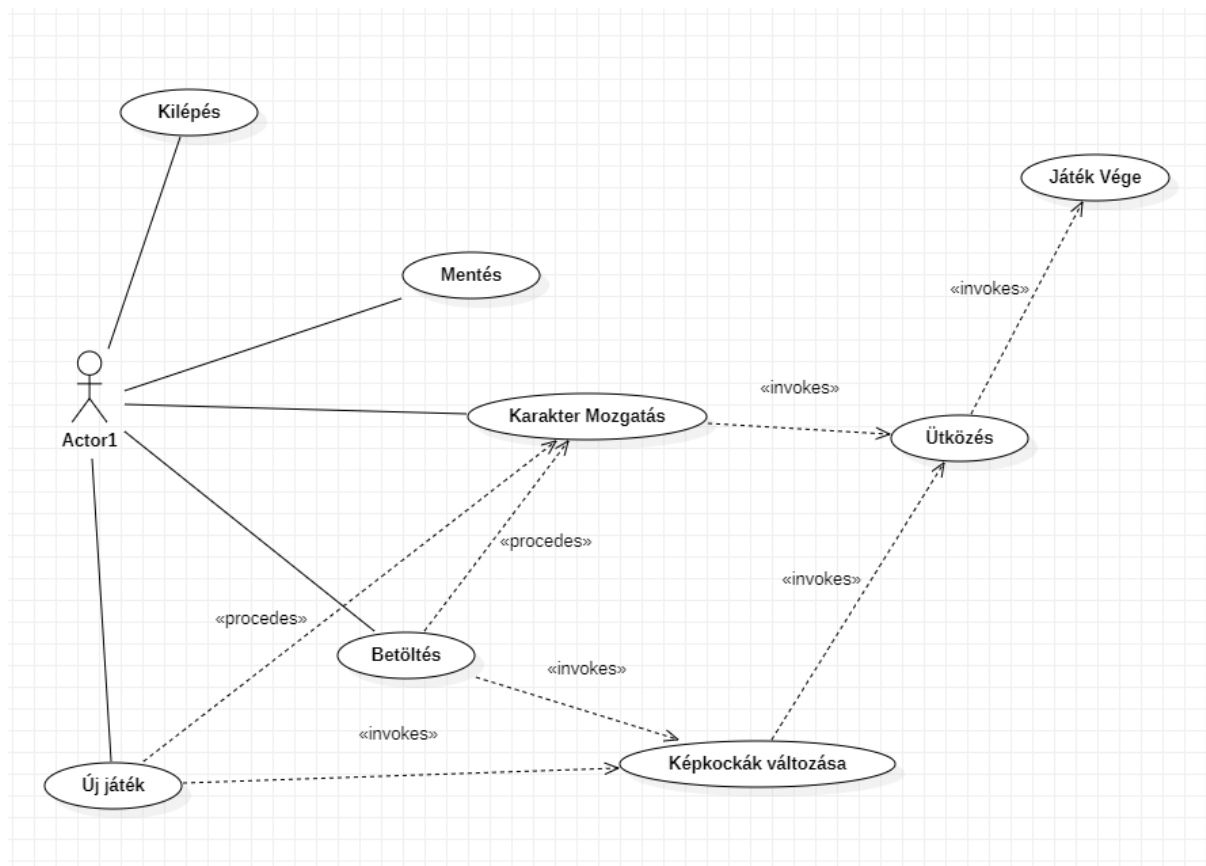 Kilépés
Játék Vége
Mentés
«invokes»
«invokes»
Karakter Mozgatás
Ütközés
Actor1
«procedes»
«invokes»
«procedes»
Betöltés
«invokes»
«invokes»
Képkockák változása
Új játék